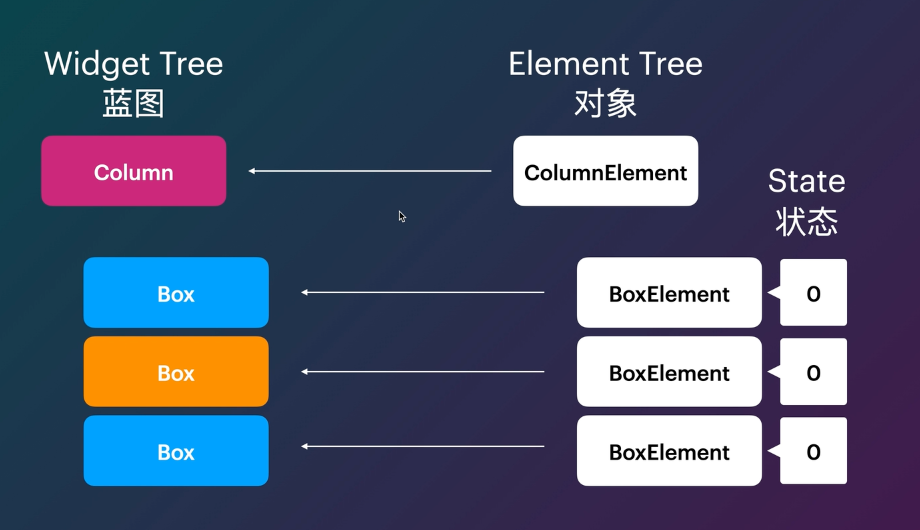 Widget Tree
蓝图
Element Tree
对象
Column
ColumnElement
State
状态
Box
BoxElement
0
Box
BoxElement
0
Box
BoxElement
0